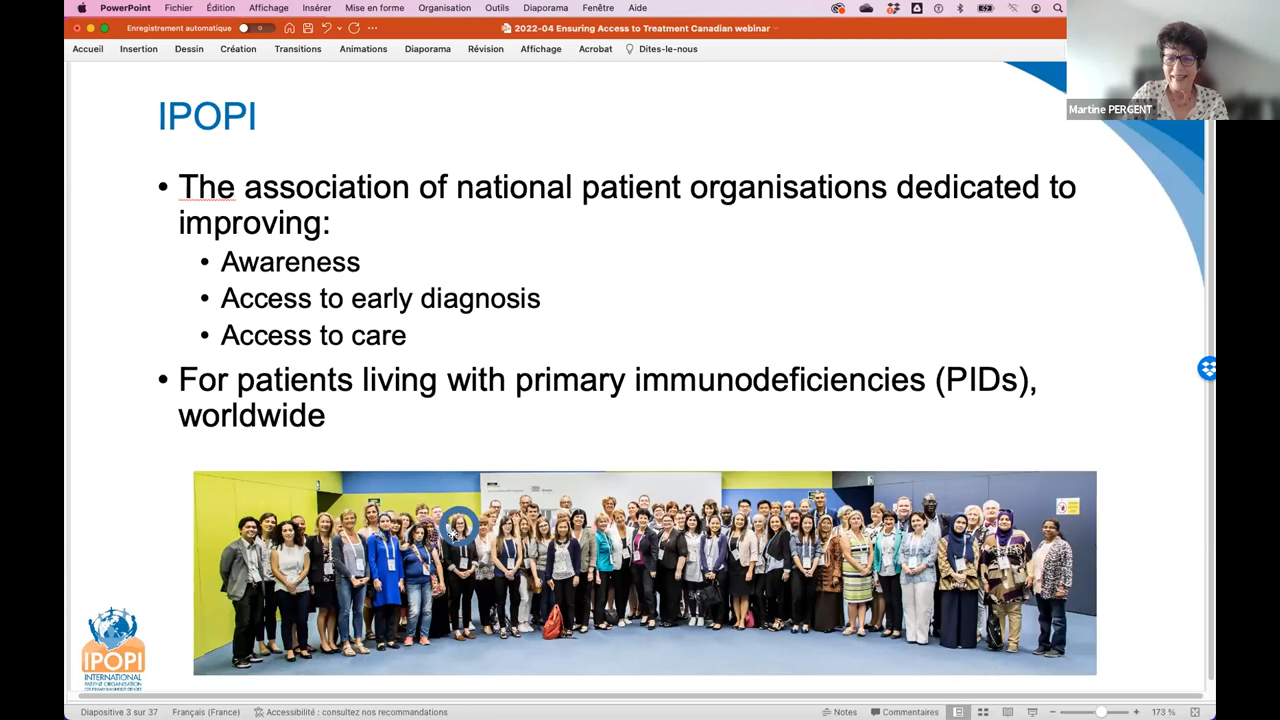 PowerPoint Fichier Édition Affichage Insérer Mise en forme Organisation Outils Diaporama Fenêtre Aide
Enregistrement automatique
2022-04 Ensuring Access to Treatment Canadian webinar
Accueil Insertion Dessin Création Transitions Animations Diaporama Révision Affichage Acrobat Dites-le-nous
Martine PERGENT
IPOPI
• The association of national patient organisations dedicated to
improving:
• Awareness
• Access to early diagnosis
• Access to care
• For patients living with primary immunodeficiencies (PIDs),
worldwide
IPOPI
INTERNATIONAL
PATIENT ORGANISATION
Diapositive 3 sur 37 Français (France) Accessibilité : consultez nos recommandations Notes Commentaires 173 %